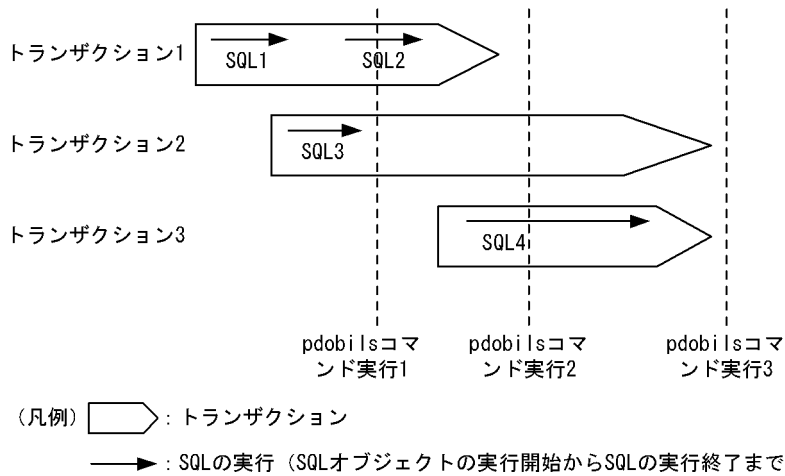 トランザクション1
SQL1
SQL2
トランザクション2
SQL3
トランザクション3
SQL4
pdobilsコマ
ンド実行1
pdobilsコマ
ンド実行2
pdobilsコマ
ンド実行3
(凡例)
:トランザクション
:SQLの実行(SQLオブジェクトの実行開始からSQLの実行終了まで